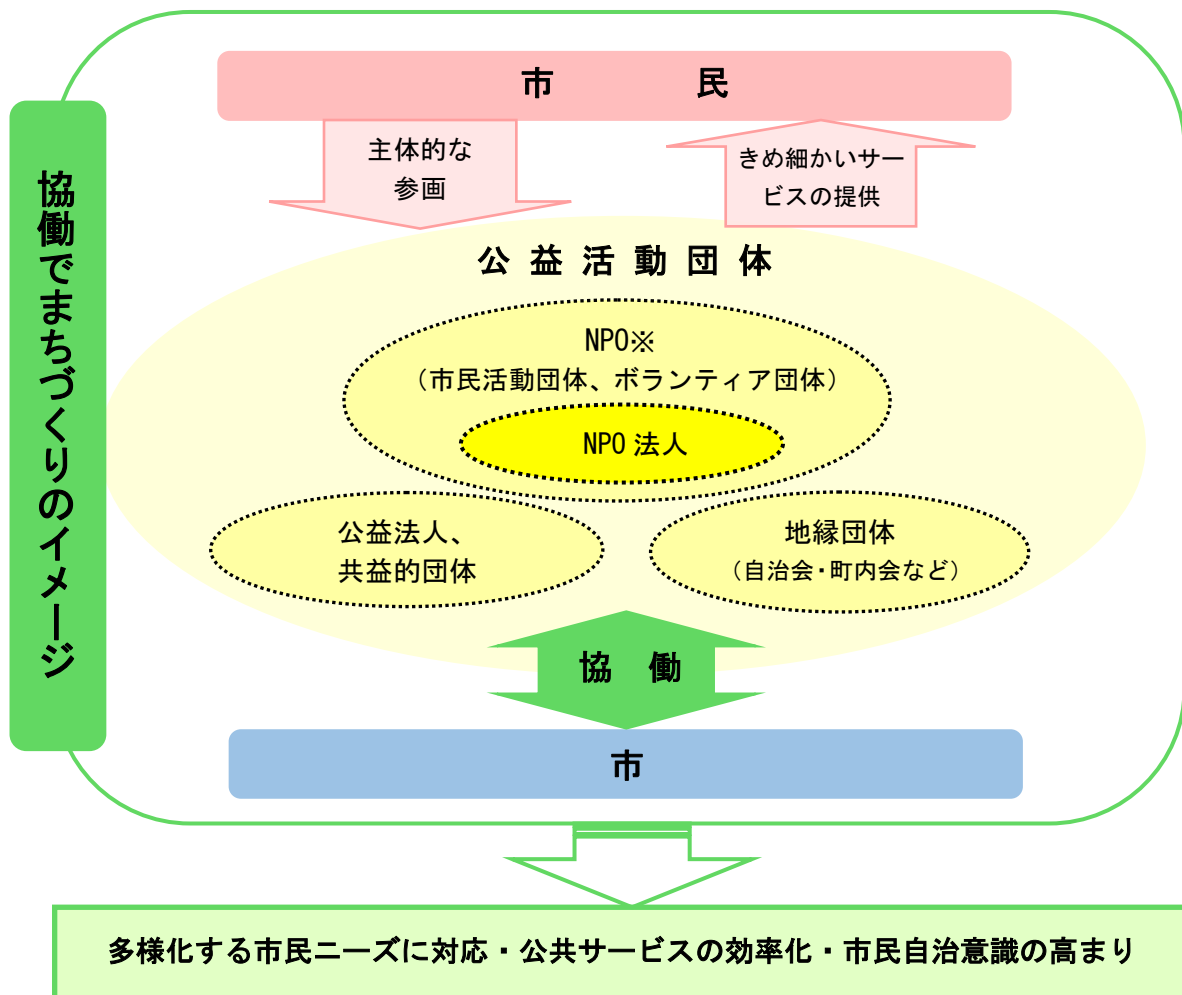 協働でまちづくりのイメージ
市　民
主体的な
参画
きめ細かいサー
ビスの提供
公益活動団体
NPO※
（市民活動団体、ボランティア団体）
NPO 法人
公益法人、
共益的団体
地縁団体
（自治会・町内会など）
協　働
市
多様化する市民ニーズに対応・公共サービスの効率化・市民自治意識の高まり